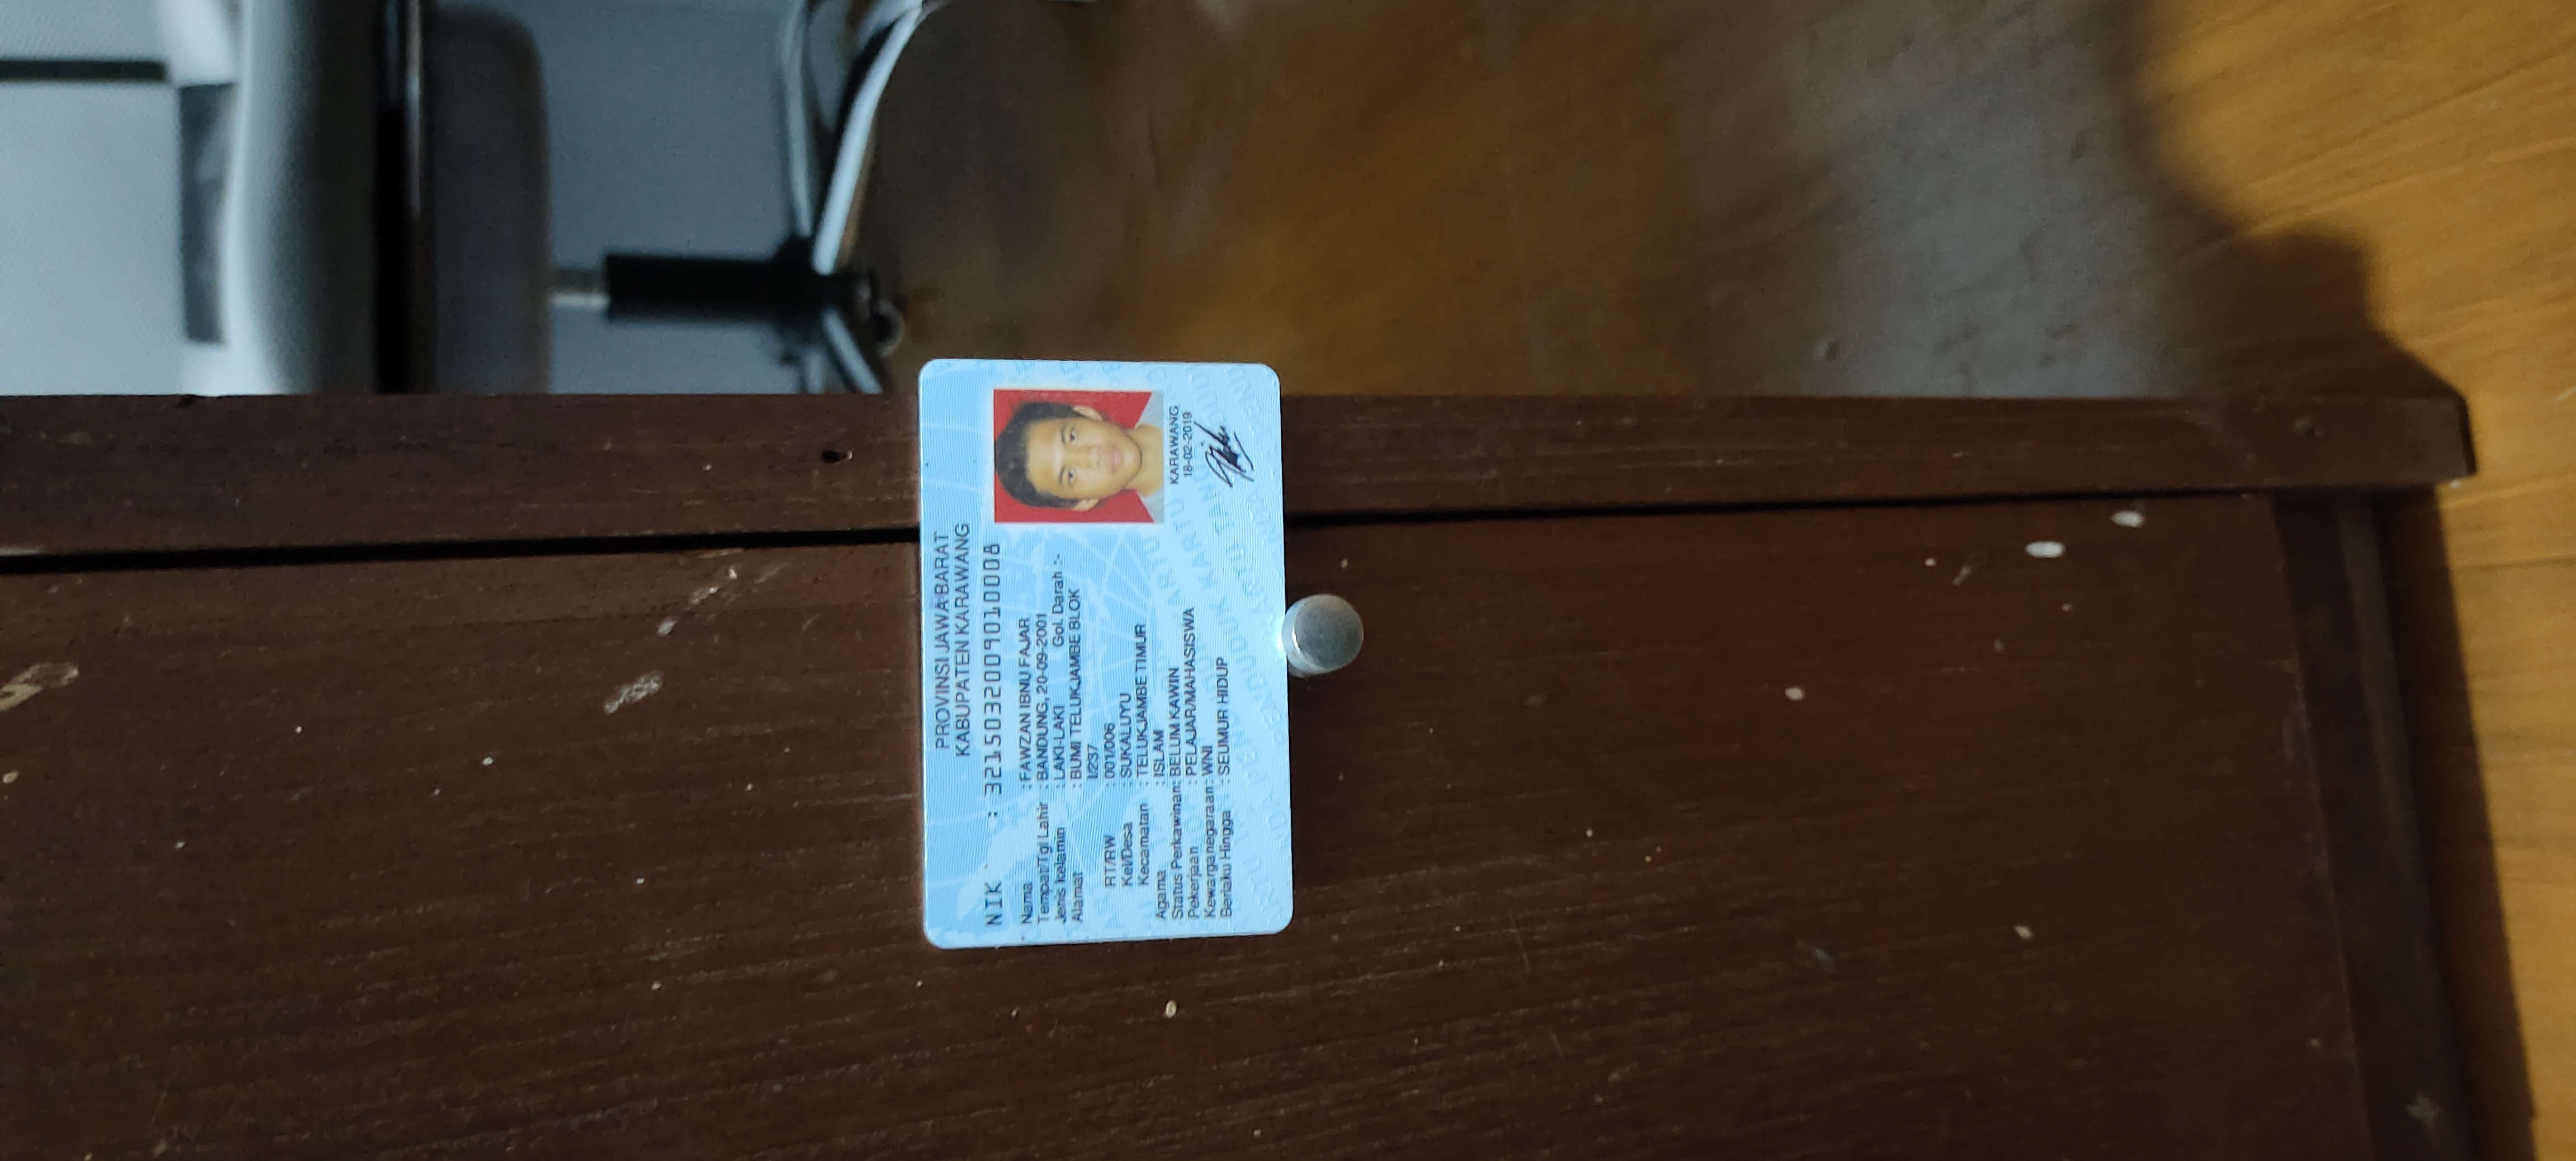 PROVINSI JAWA BARAT
KABUPATEN KARAWANG
NIK : 3215032009010008
Nama : FAWZAN IBNU FAJAR
Tempat/Tgl Lahir : BANDUNG, 20-09-2001
Jenis kelamin : LAKI-LAKI Gol. Darah :-
Alamat : BUMI TELUKJAMBE BLOK
I/237
RT/RW : 001/006
Kel/Desa : SUKALUYU
Kecamatan : TELUKJAMBE TIMUR
Agama : ISLAM
Status Perkawinan: BELUM KAWIN
Pekerjaan : PELAJAR/MAHASISWA
Kewarganegaraan: WNI
Berlaku Hingga : SEUMUR HIDUP
KARAWANG
18-02-2019